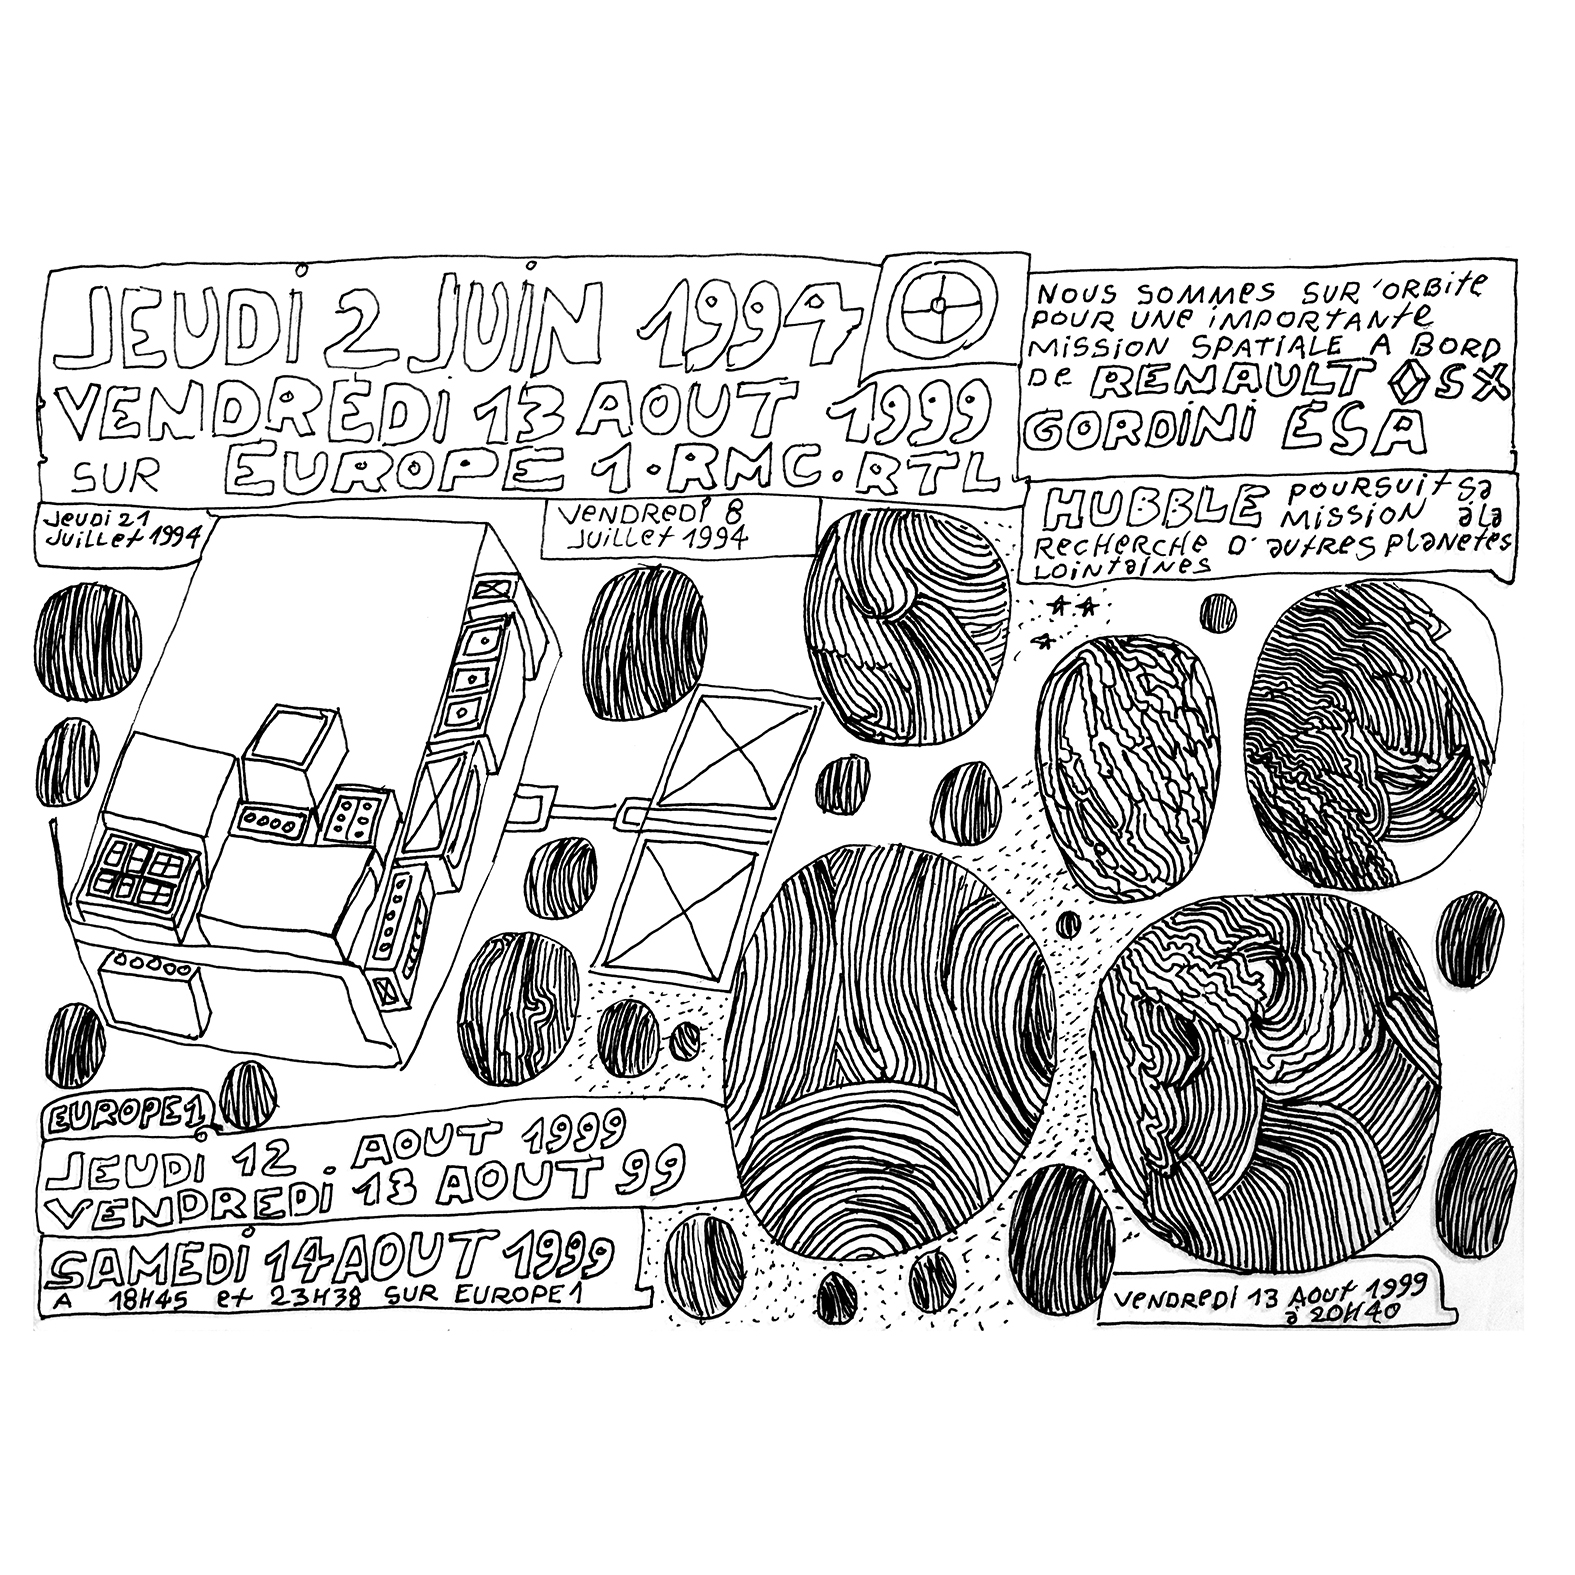 JEUDI 2 JUIN 1994
VENDREDI 13 AOUT 1999
SUR EUROPE 1. RMC. RTL
NOUS SOMMES SUR 'ORBITE
POUR UNE IMPORTANTE
MISSION SPATIALE A BORD
DE RENAULT SX
GORDINI ESA
HUBBLE POURSUIT SA
MISSION à la
RECHERCHE D'AUTRES PLANETES
LOINTAINES
JEUDI 21
JUILLET 1994
VENDREDI 8
JUILLET 1994
EUROPE 1
JEUDI 12. AOUT 1999
VENDREDI 13 AOUT 99
SAMEDI 14 AOUT 1999
A 18H45 et 23H38 SUR EUROPE 1
VENDREDI 13 AOUT 1999
à 20H40